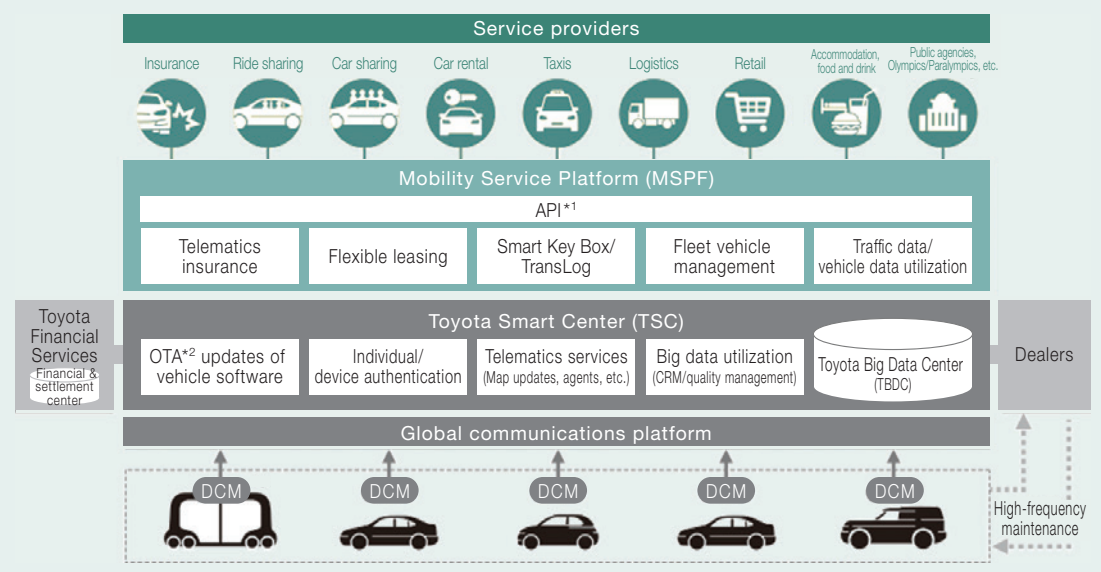 Service providers
Insurance
Ride sharing
Car sharing
Car rental
Taxis
Logistics
Retail
Accommodation,
food and drink
Public agencies,
Olympics/Paralympics, etc.
Mobility Service Platform (MSPF)
API*1
Telematics
insurance
Flexible leasing
Smart Key Box/
TransLog
Fleet vehicle
management
Traffic data/
vehicle data utilization
Toyota
Financial
Services
Financial &
settlement
center
Toyota Smart Center (TSC)
OTA*2 updates of
vehicle software
Individual/
device authentication
Telematics services
(Map updates, agents, etc.)
Big data utilization
(CRM/quality management)
Toyota Big Data Center
(TBDC)
Dealers
Global communications platform
DCM
DCM
DCM
DCM
DCM
High-frequency
maintenance